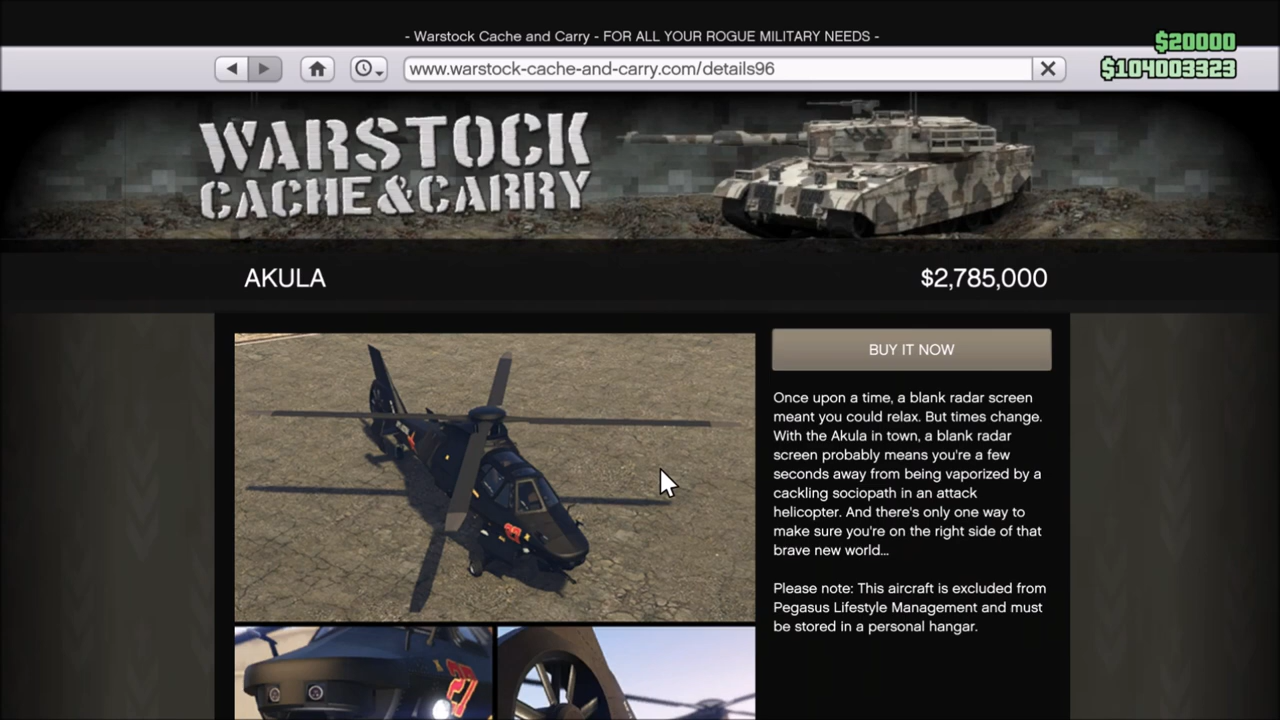 - Warstock Cache and Carry - FOR ALL YOUR ROGUE MILITARY NEEDS -
$20000
$104003323
www.warstock-cache-and-carry.com/details96
WARSTOCK
CACHE&CARRY
AKULA
$2,785,000
BUY IT NOW
Once upon a time, a blank radar screen
meant you could relax. But times change.
With the Akula in town, a blank radar
screen probably means you're a few
seconds away from being vaporized by a
cackling sociopath in an attack
helicopter. And there's only one way to
make sure you're on the right side of that
brave new world...
Please note: This aircraft is excluded from
Pegasus Lifestyle Management and must
be stored in a personal hangar.
27